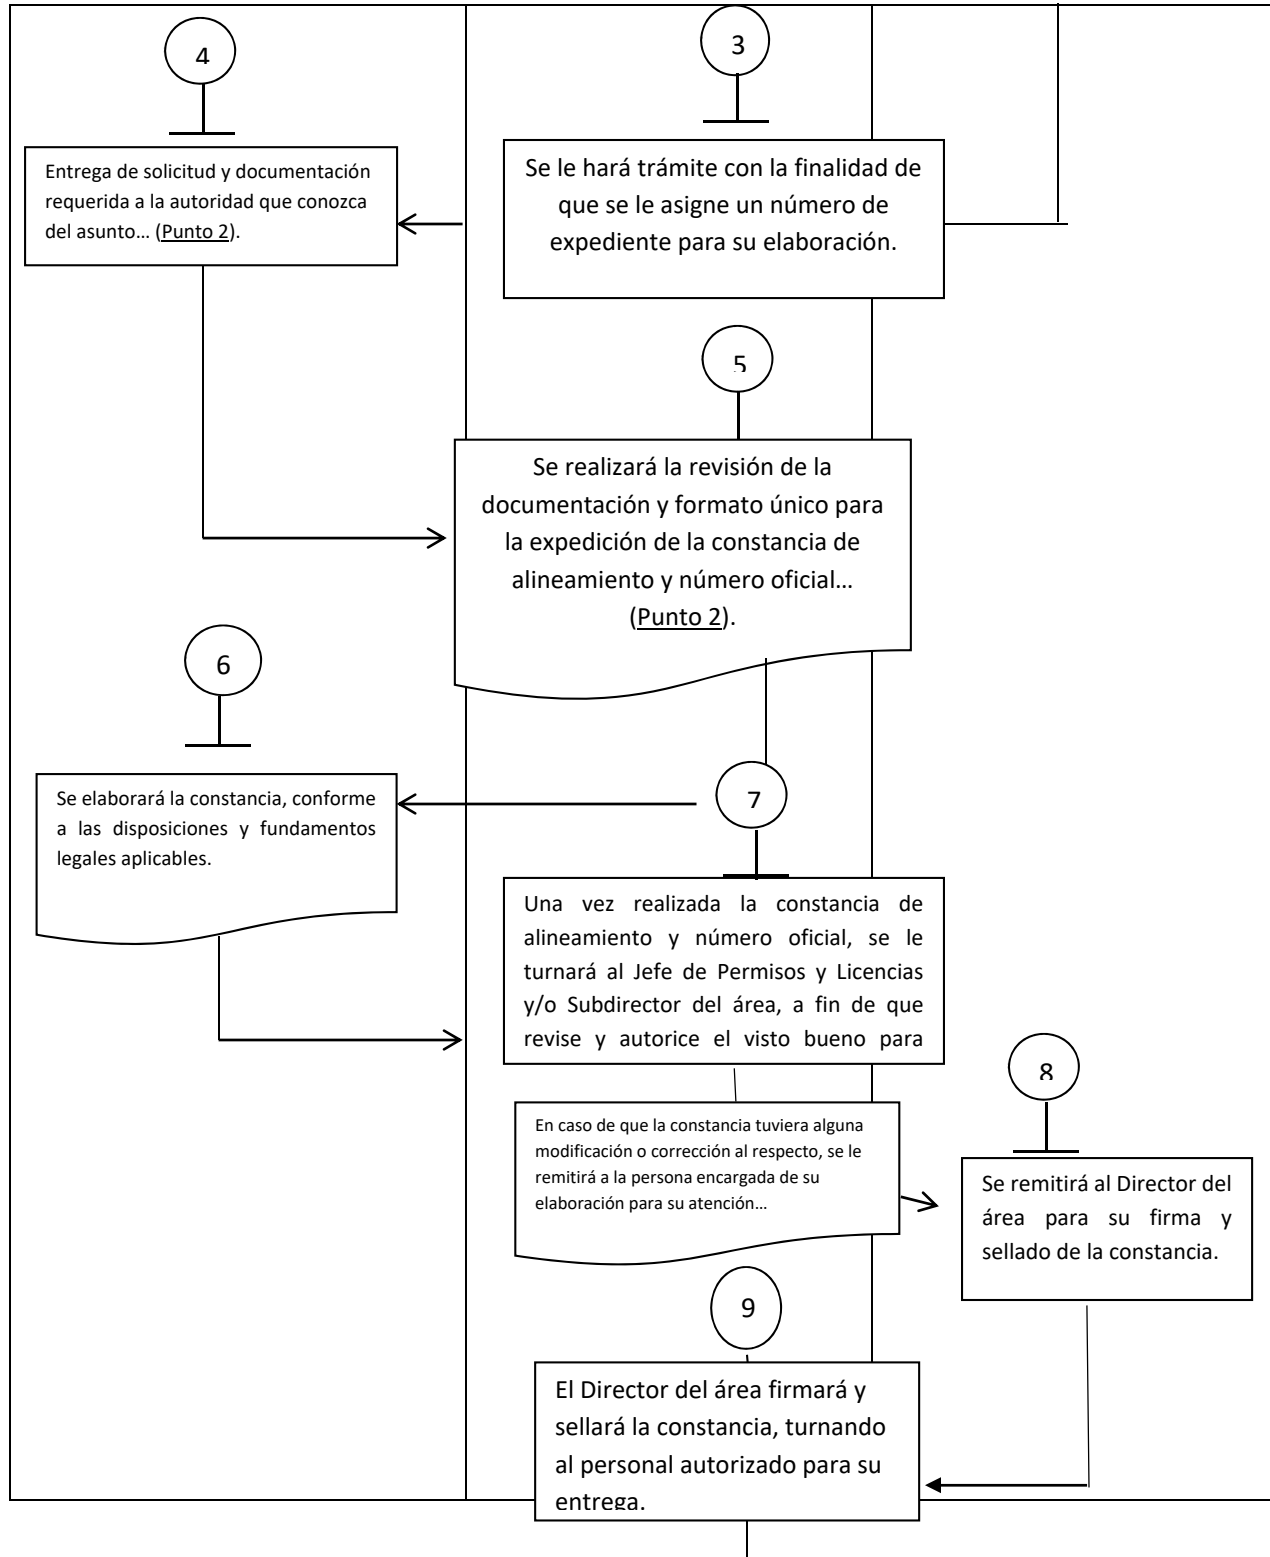 3
Se le hará trámite con la finalidad de
que se le asigne un número de
expediente para su elaboración.
4
Entrega de solicitud y documentación
requerida a la autoridad que conozca
del asunto... (Punto 2).
5
Se realizará la revisión de la
documentación y formato único para
la expedición de la constancia de
alineamiento y número oficial...
(Punto 2).
6
Se elaborará la constancia, conforme
a las disposiciones y fundamentos
legales aplicables.
7
Una vez realizada la constancia de
alineamiento y número oficial, se le
turnará al Jefe de Permisos y Licencias
y/o Subdirector del área, a fin de que
revise y autorice el visto bueno para
En caso de que la constancia tuviera alguna
modificación o corrección al respecto, se le
remitirá a la persona encargada de su
elaboración para su atención...
8
Se remitirá al Director del
área para su firma y
sellado de la constancia.
9
El Director del área firmará y
sellará la constancia, turnando
al personal autorizado para su
entrega.